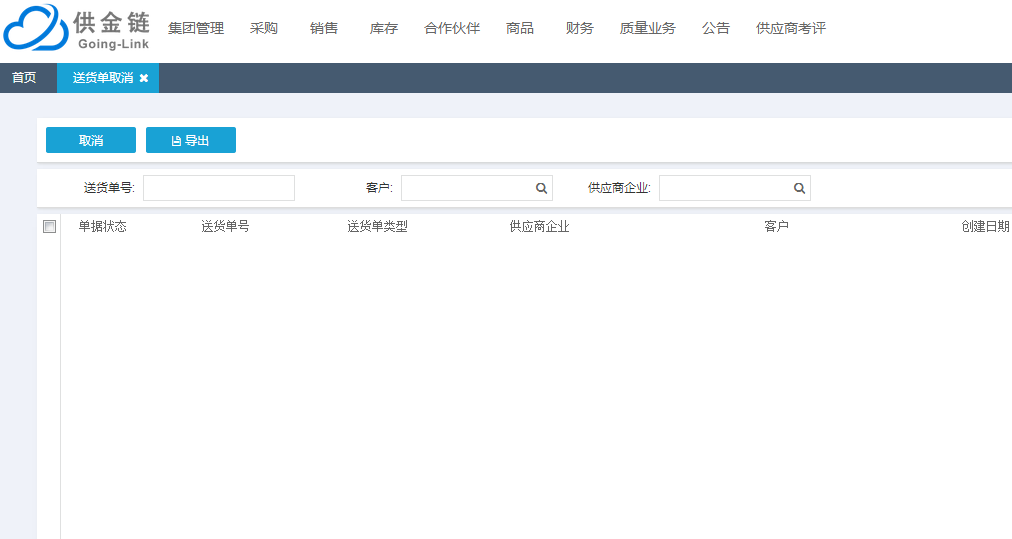 供金链
Going-Link
集团管理 采购 销售 库存 合作伙伴 商品 财务 质量业务 公告 供应商考评
首页 送货单取消
取消 导出
送货单号: 客户: 供应商企业:
单据状态 送货单号 送货单类型 供应商企业 客户 创建日期